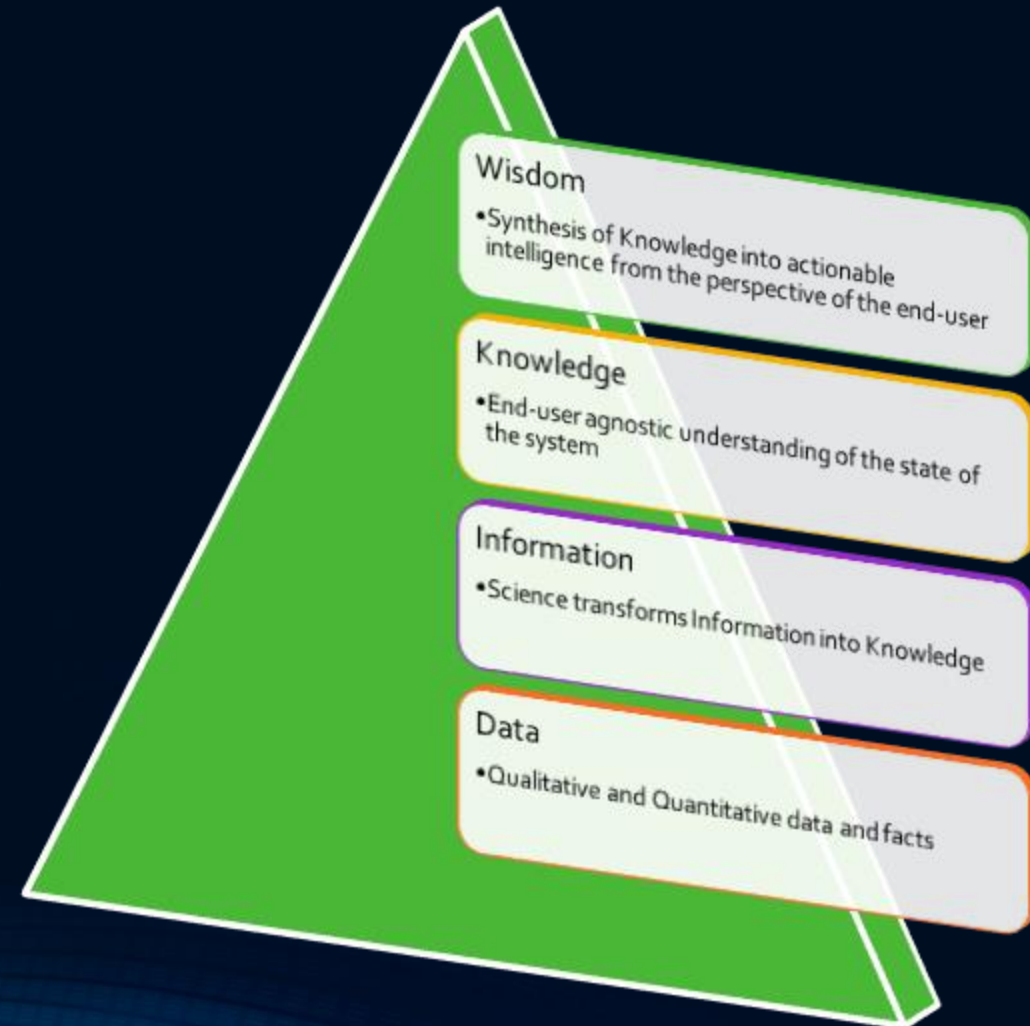 Wisdom
•Synthesis of Knowledge into actionable
intelligence from the perspective of the end-user
Knowledge
•End-user agnostic understanding of the state of
the system
Information
•Science transforms Information into Knowledge
Data
•Qualitative and Quantitative data and facts